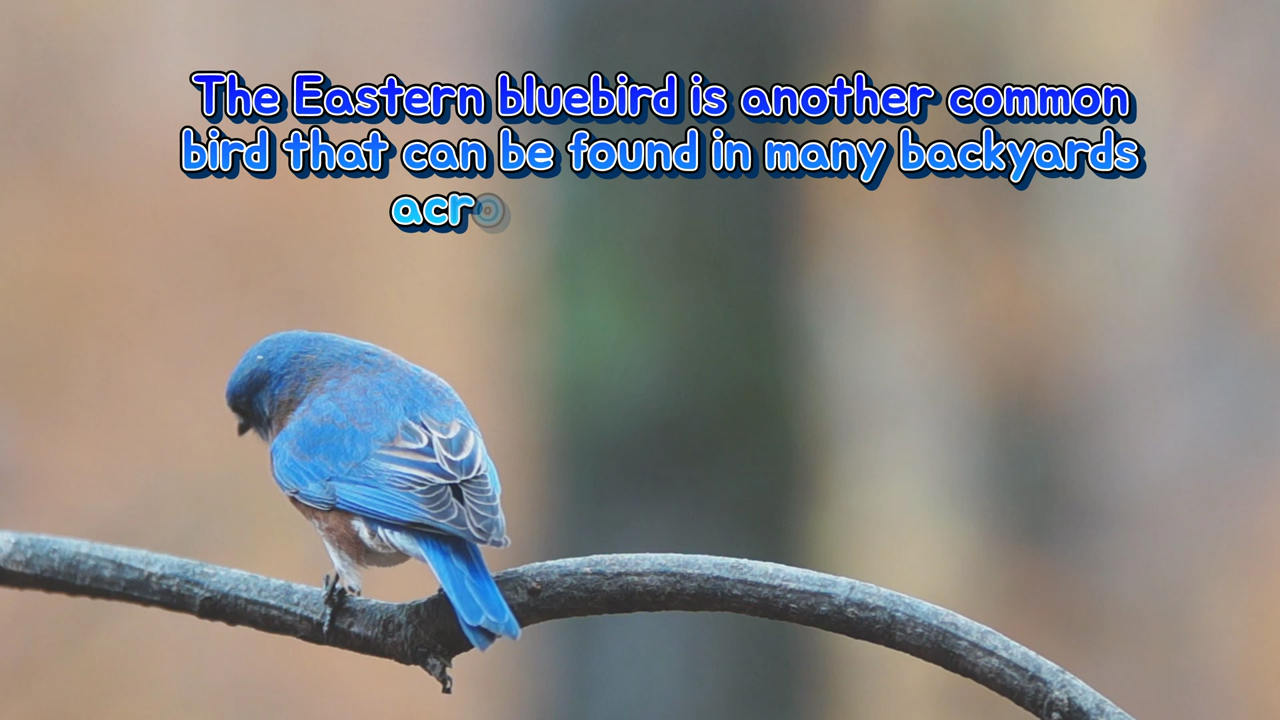 The Eastern bluebird is another common
bird that can be found in many backyards
acr